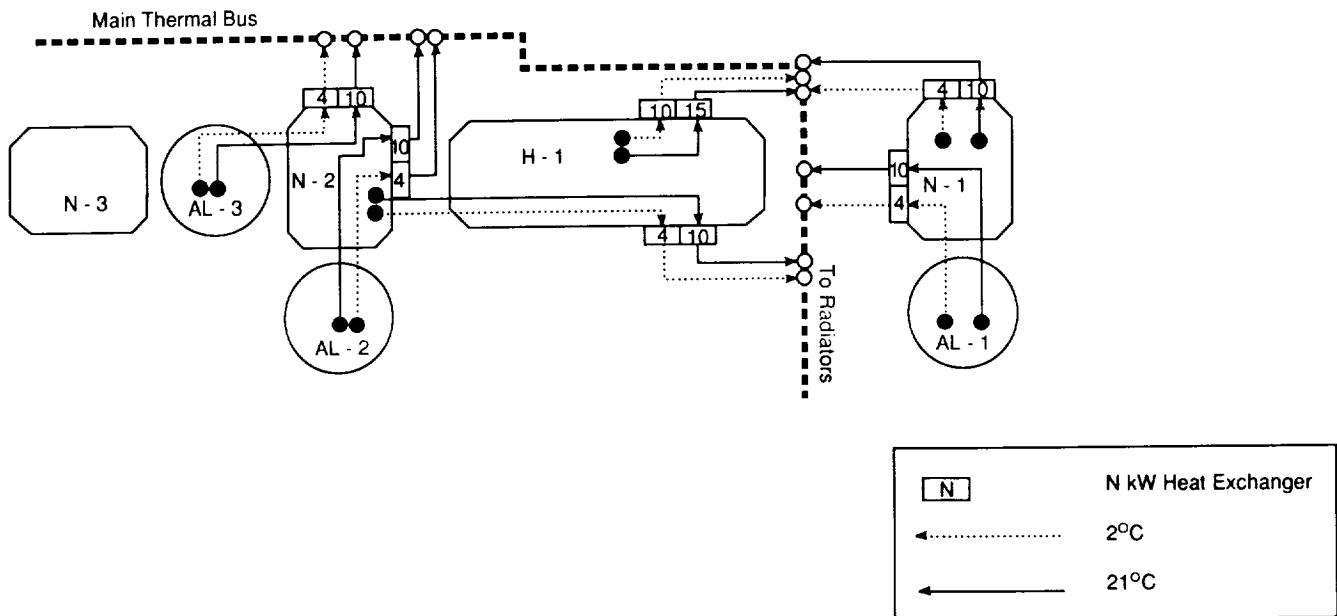 Main Thermal Bus
4 10
10 15
4 10
H - 1
10
4
N - 2
N - 3
AL - 3
10
4
N - 1
4 10
To Radiators
AL - 2
AL - 1
N N kW Heat Exchanger
2°C
21°C